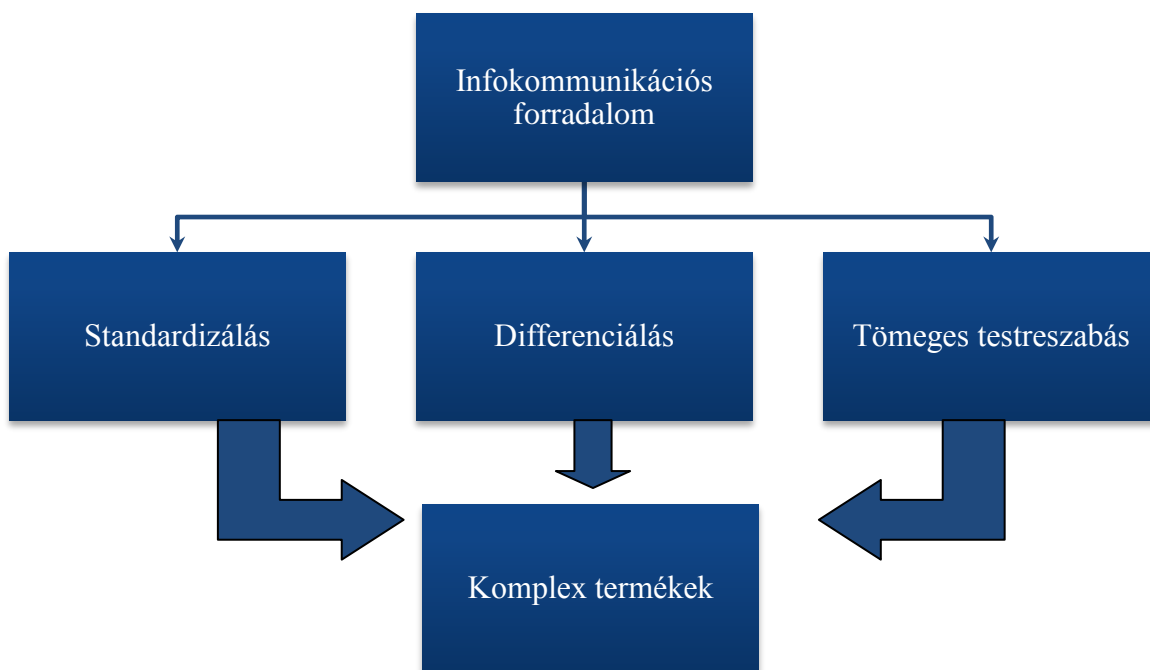 Infokommunikációs
forradalom
Standardizálás
Differenciálás
Tömeges testreszabás
Komplex termékek